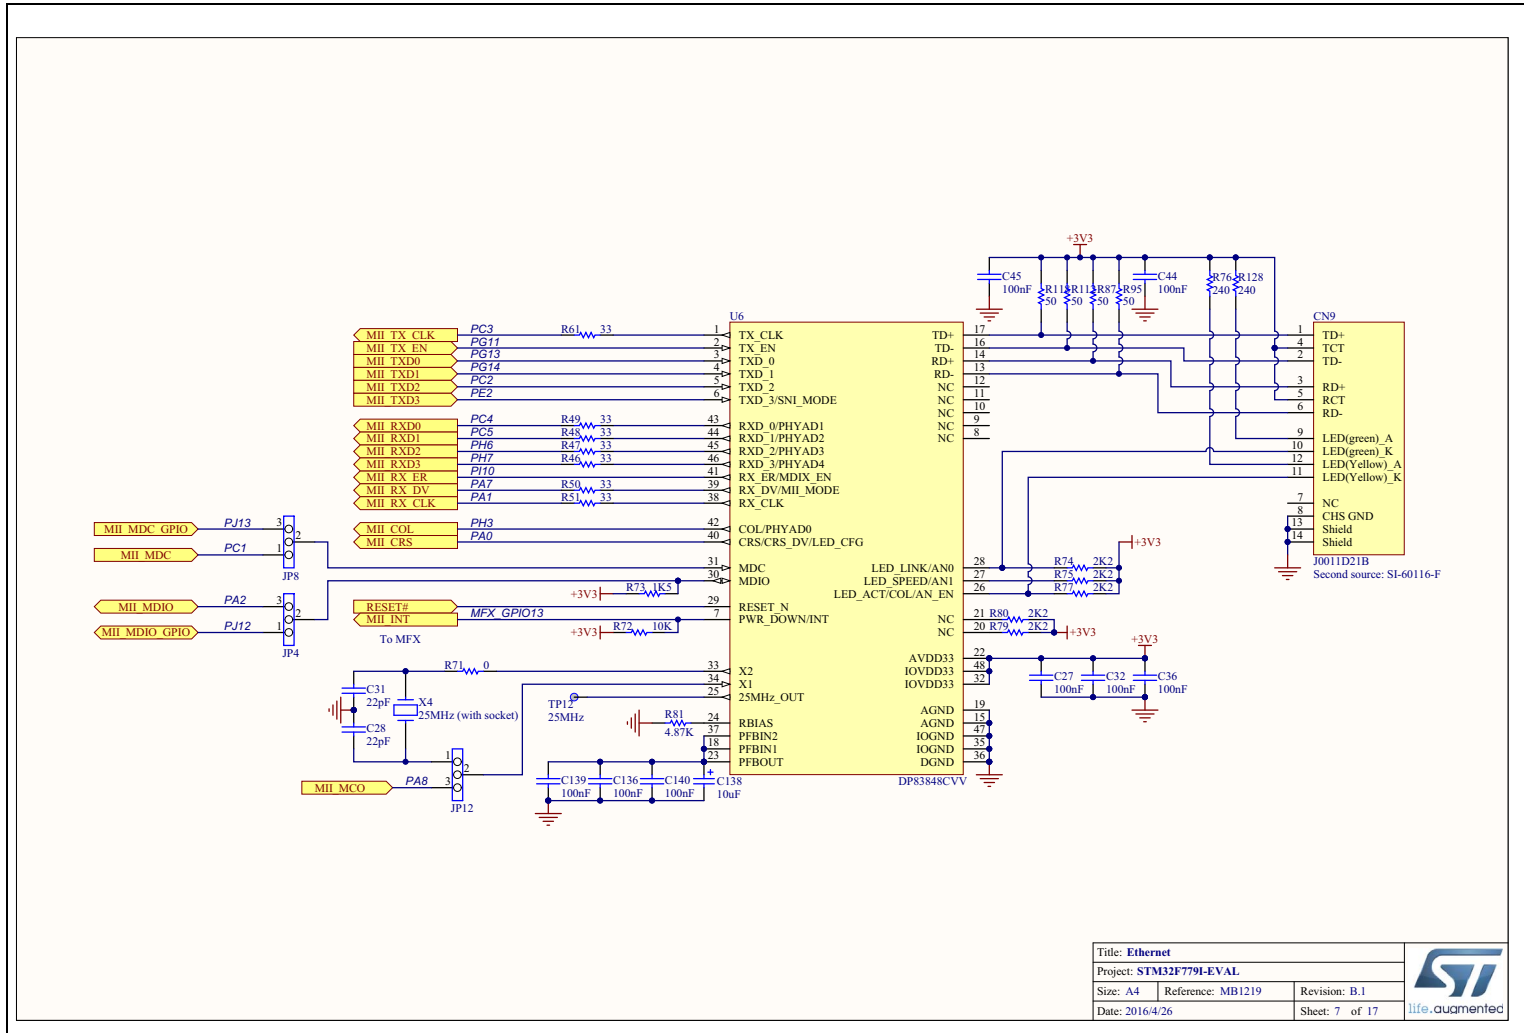 +3V3
C45
100nF
50
50
R87
50
R95
50
C44
100nF
R76
240
R128
240
U6
CN9
MII_TX_CLK PC3 R61 33 1 TX_CLK TD+ 17 1 TD+
MII_TX_EN PG11 2 TX_EN TD- 16 4 TCT
MII_TXD0 PG13 3 TXD_0 RD+ 14 2 TD-
MII_TXD1 PG14 4 TXD_1 RD- 13
MII_TXD2 PC2 5 TXD_2 NC 12 3 RD+
MII_TXD3 PE2 6 TXD_3/SNI_MODE NC 11 5 RCT
NC 10 6 RD-
MII_RXD0 PC4 R49 33 43 RXD_0/PHYAD1 NC 9
MII_RXD1 PC5 R48 33 44 RXD_1/PHYAD2 NC 8 9 LED(green)_A
MII_RXD2 PH6 R47 33 45 RXD_2/PHYAD3 10 LED(green)_K
MII_RXD3 PH7 R46 33 46 RXD_3/PHYAD4 12 LED(Yellow)_A
MII_RX_ER PI10 41 RX_ER/MDIX_EN 11 LED(Yellow)_K
MII_RX_DV PA7 R50 33 39 RX_DV/MII_MODE
MII_RX_CLK PA1 R51 33 38 RX_CLK 7 NC
8 CHS GND
MII_MDC_GPIO PJ13 3 MII_COL PH3 42 COL/PHYAD0 13 Shield
2 MII_CRS PA0 40 CRS/CRS_DV/LED_CFG +3V3 14 Shield
MII_MDC PC1 1
JP8
31 MDC LED_LINK/AN0 28 R74 2K2 J0011D21B
30 MDIO LED_SPEED/AN1 27 R75 2K2 Second source: SI-60116-F
+3V3 R73 1K5 LED_ACT/COL/AN_EN 26 R77 2K2
MII_MDIO PA2 3 RESET# 29 RESET_N
2 MII_INT MFX_GPIO13 7 PWR_DOWN/INT NC 21 R80 2K2
MII_MDIO_GPIO PJ12 1 +3V3 R72 10K NC 20 R79 2K2 +3V3
JP4 To MFX
+3V3
AVDD33 22
R71 0 33 X2 IOVDD33 48
34 X1 IOVDD33 32
C27
100nF
C32
100nF
C36
100nF
C31
22pF
X4
25MHz (with socket)
TP12
25MHz
25 25MHz_OUT
AGND 19
R81
4.87K
24 RBIAS AGND 15
C28
22pF
37 PFBIN2 IOGND 47
18 PFBIN1 IOGND 35
23 PFBOUT DGND 36
1
2
3
MII_MCO PA8
JP12
C139
100nF
C136
100nF
C140
100nF
+
C138
10uF
DP83848CVV
Title: Ethernet
Project: STM32F779I-EVAL
Size: A4 Reference: MB1219 Revision: B.1
Date: 2016/4/26 Sheet: 7 of 17
ST
life.augmented